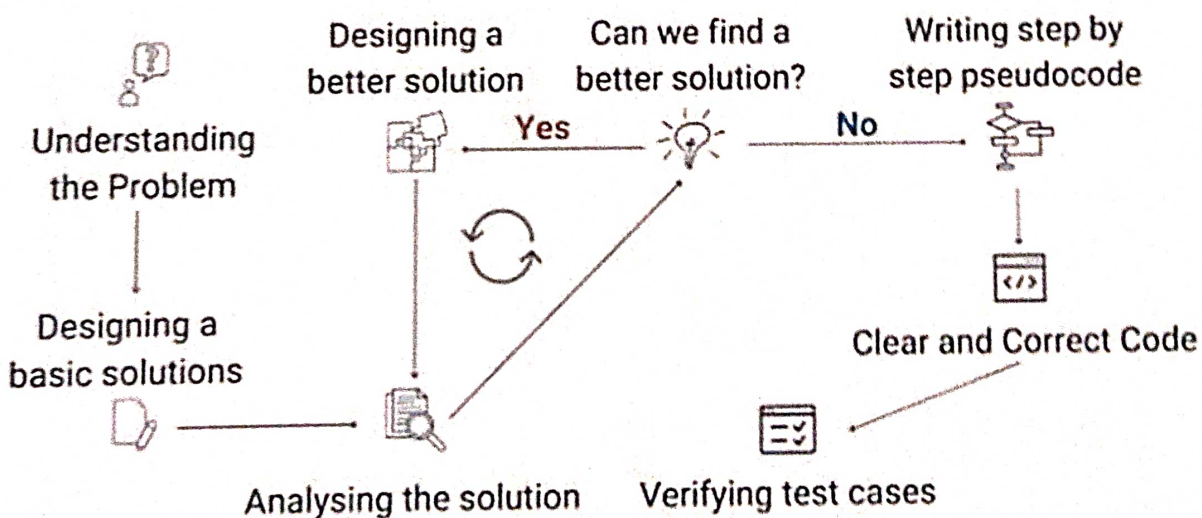 Understanding
the Problem
Designing a
basic solutions
Analysing the solution
Designing a
better solution
Can we find a
better solution?
Yes
No
Writing step by
step pseudocode
</>
Clear and Correct Code
Verifying test cases